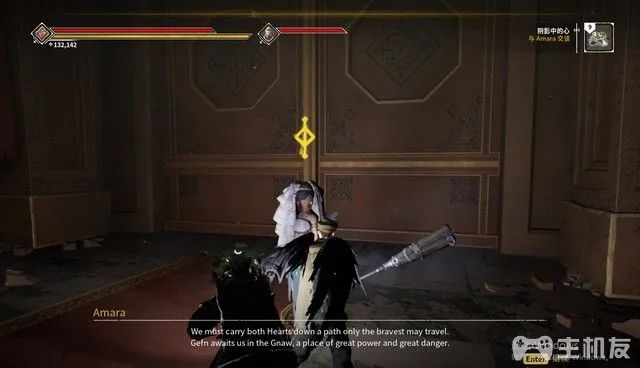 132,142
阴影中的心
与 Amara 交谈
9
Amara
We must carry both Hearts down a path only the bravest may travel.
Gefn awaits us in the Gnaw, a place of great power and great danger.
Enter
主机友